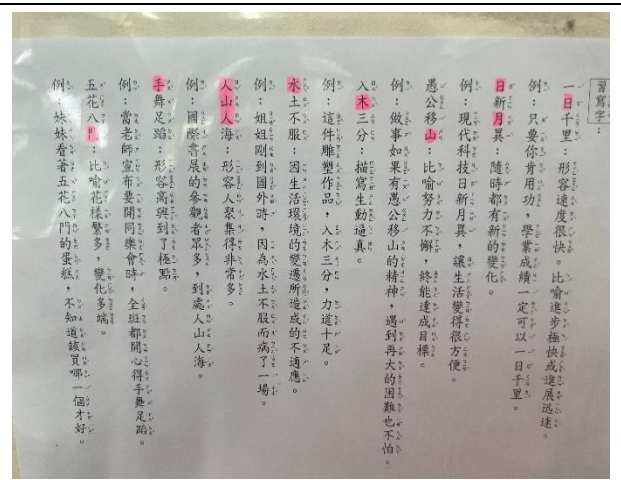 習寫字：
一日千里：形容速度很快。比喻進步極快或進展迅速。
例：只要你肯用功，學業成績一定可以一日千里。
日新月異：隨時都有新的變化。
例：現代科技日新月異，讓生活變得很方便。
愚公移山：比喻努力不懈，終能達成目標。
例：做事如果有愚公移山的精神，遇到再大的困難也不怕。
入木三分：描寫生動逼真。
例：這件雕塑作品，入木三分，力道十足。
水土不服：因生活環境的變遷所造成的不適應。
例：姐姐剛到國外時，因為水土不服而病了一場。
人山人海：形容人聚集得非常多。
例：國際書展的參觀者眾多，到處人山人海。
手舞足蹈：形容高興到了極點。
例：當老師宣布要開同樂會時，全班都開心得手舞足蹈。
五花八門：比喻花樣繁多，變化多端。
例：妹妹看著五花八門的蛋糕，不知道該買哪一個才好。